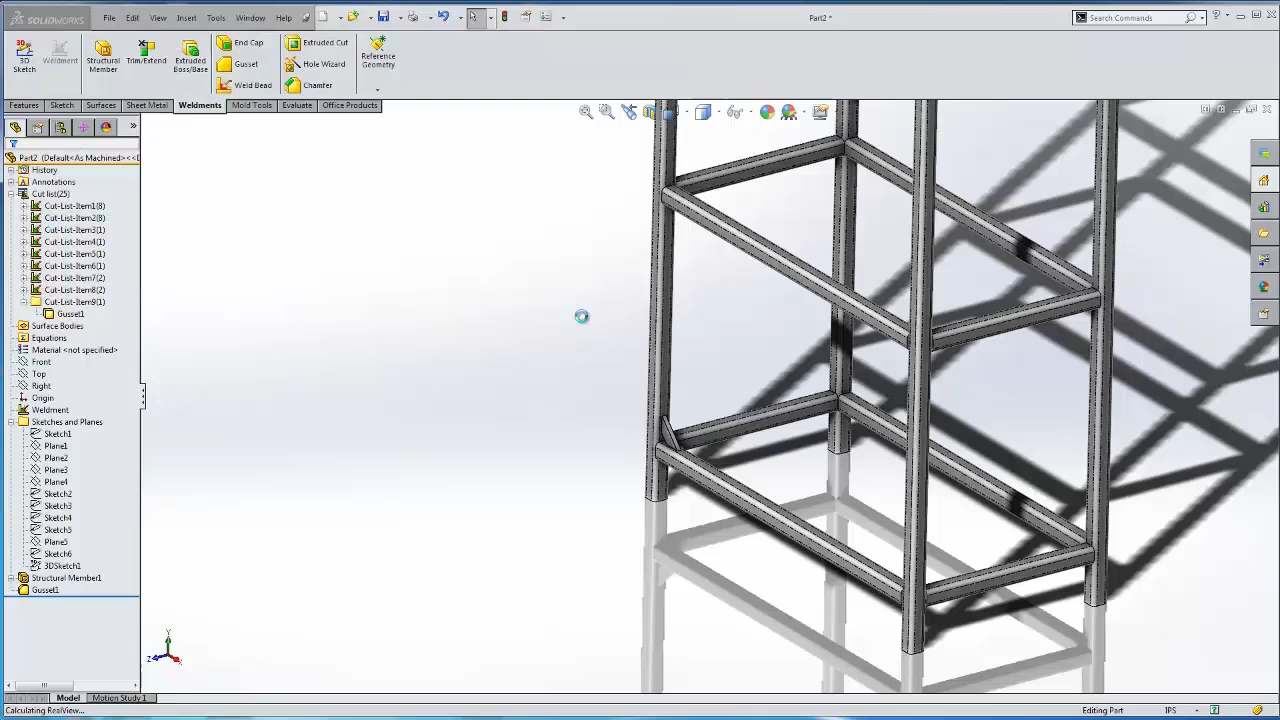 SOLIDWORKS File Edit View Insert Tools Window Help Part2 * Search Commands
3D Sketch
Weldment
Structural Member
Trim/Extend
Extruded Boss/Base
End Cap
Gusset
Weld Bead
Extruded Cut
Hole Wizard
Chamfer
Reference Geometry
Features Sketch Surfaces Sheet Metal Weldments Mold Tools Evaluate Office Products
Part2 (Default<As Machined><<D
History
Annotations
Cut list(25)
Cut-List-Item1(8)
Cut-List-Item2(8)
Cut-List-Item3(1)
Cut-List-Item4(1)
Cut-List-Item5(1)
Cut-List-Item6(1)
Cut-List-Item7(2)
Cut-List-Item8(2)
Cut-List-Item9(1)
Gusset1
Surface Bodies
Equations
Material <not specified>
Front
Top
Right
Origin
Weldment
Sketches and Planes
Sketch1
Plane1
Plane2
Plane3
Plane4
Sketch2
Sketch3
Sketch4
Sketch5
Plane5
Sketch6
3DSketch1
Structural Member1
Gusset1
Y
Z X
Model Motion Study 1
Calculating RealView... Editing Part IPS